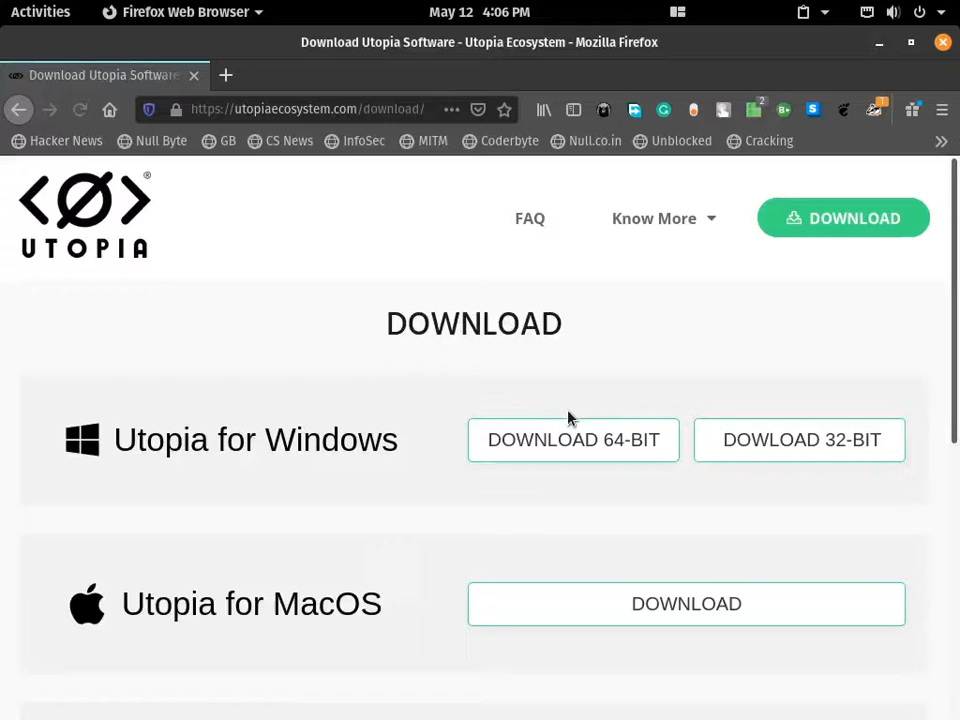 Activities Firefox Web Browser May 12 4:06 PM
Download Utopia Software - Utopia Ecosystem - Mozilla Firefox
Download Utopia Software
https://utopiaecosystem.com/download/ 2 1
Hacker News Null Byte GB CS News InfoSec MITM Coderbyte Null.co.in Unblocked Cracking
<Ø>®
UTOPIA
FAQ Know More DOWNLOAD
DOWNLOAD
Utopia for Windows DOWNLOAD 64-BIT DOWLOAD 32-BIT
Utopia for MacOS DOWNLOAD